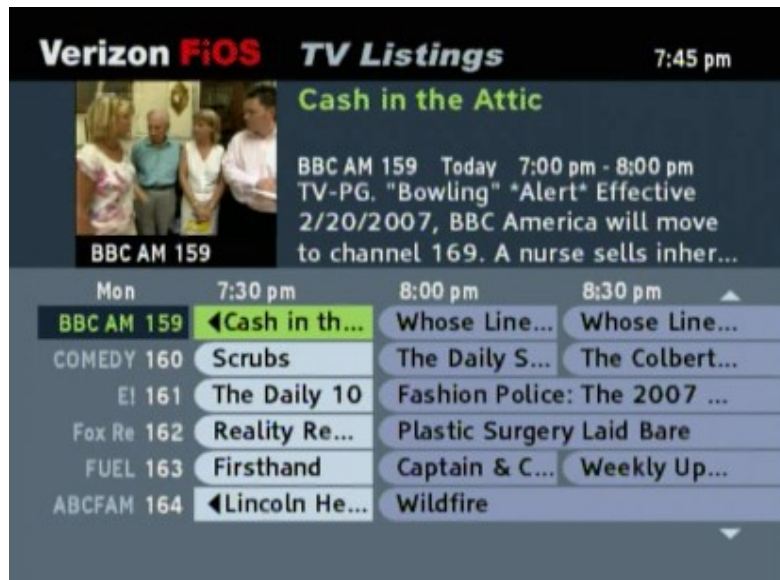 Verizon FiOS TV Listings 7:45 pm
Cash in the Attic
BBC AM 159 Today 7:00 pm - 8:00 pm
TV-PG. "Bowling" *Alert* Effective
2/20/2007, BBC America will move
to channel 169. A nurse sells inher...
BBC AM 159
Mon 7:30 pm 8:00 pm 8:30 pm
BBC AM 159 Cash in th... Whose Line... Whose Line...
COMEDY 160 Scrubs The Daily S... The Colbert...
E! 161 The Daily 10 Fashion Police: The 2007 ...
Fox Re 162 Reality Re... Plastic Surgery Laid Bare
FUEL 163 Firsthand Captain & C... Weekly Up...
ABCFAM 164 Lincoln He... Wildfire